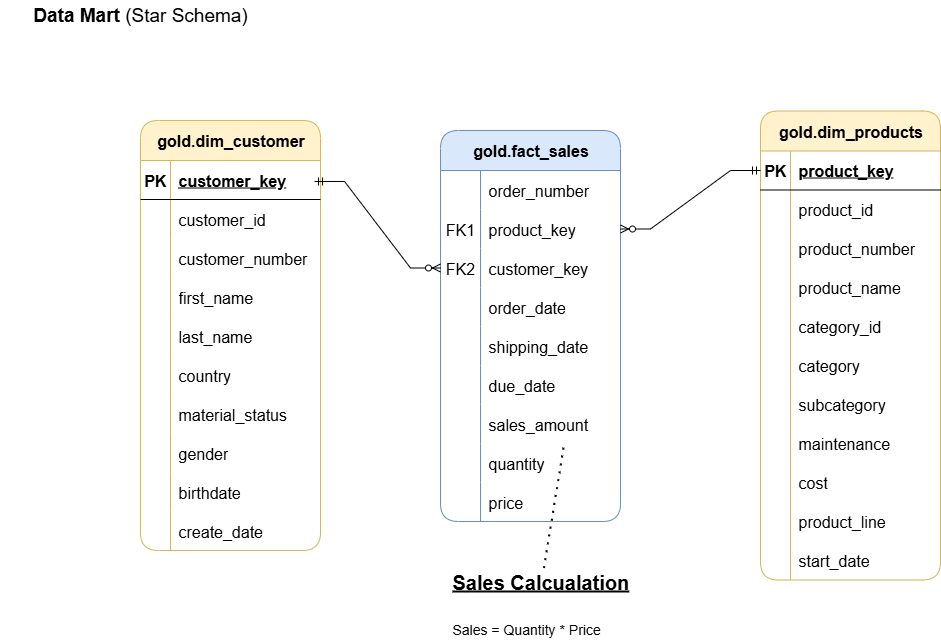 Data Mart (Star Schema)
gold.dim_customer
PK customer_key
customer_id
customer_number
first_name
last_name
country
material_status
gender
birthdate
create_date
gold.fact_sales
order_number
FK1 product_key
FK2 customer_key
order_date
shipping_date
due_date
sales_amount
quantity
price
gold.dim_products
PK product_key
product_id
product_number
product_name
category_id
category
subcategory
maintenance
cost
product_line
start_date
Sales Calcualation
Sales = Quantity * Price